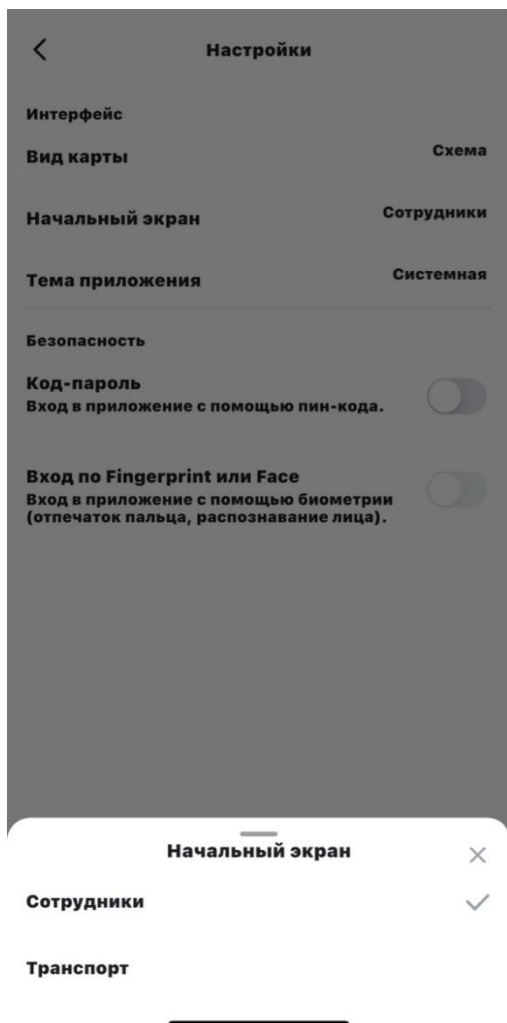 Настройки
Интерфейс
Вид карты
Схема
Начальный экран
Сотрудники
Тема приложения
Системная
Безопасность
Код-пароль
Вход в приложение с помощью пин-кода.
Вход по Fingerprint или Face
Вход в приложение с помощью биометрии
(отпечаток пальца, распознавание лица).
Начальный экран
Сотрудники
Транспорт